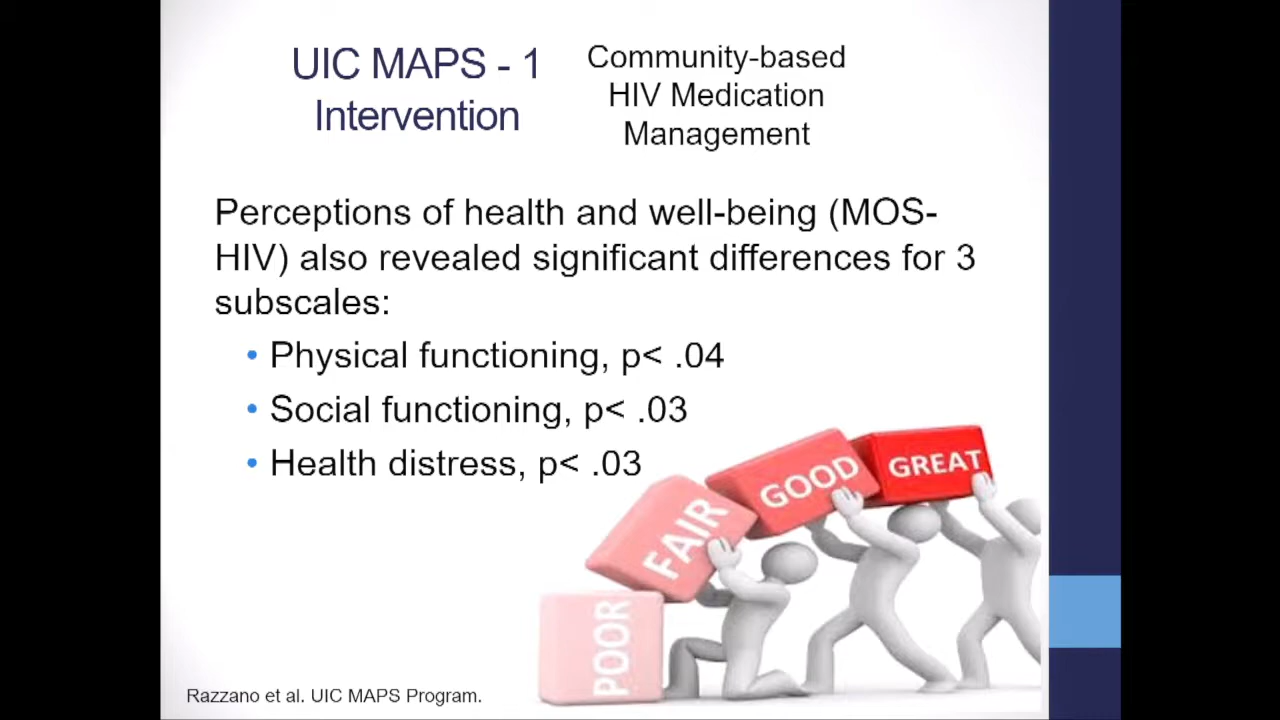 UIC MAPS - 1
Intervention
Community-based
HIV Medication
Management
Perceptions of health and well-being (MOS-
HIV) also revealed significant differences for 3
subscales:
• Physical functioning, p< .04
• Social functioning, p< .03
• Health distress, p< .03
POOR
FAIR
GOOD
GREAT
Razzano et al. UIC MAPS Program.